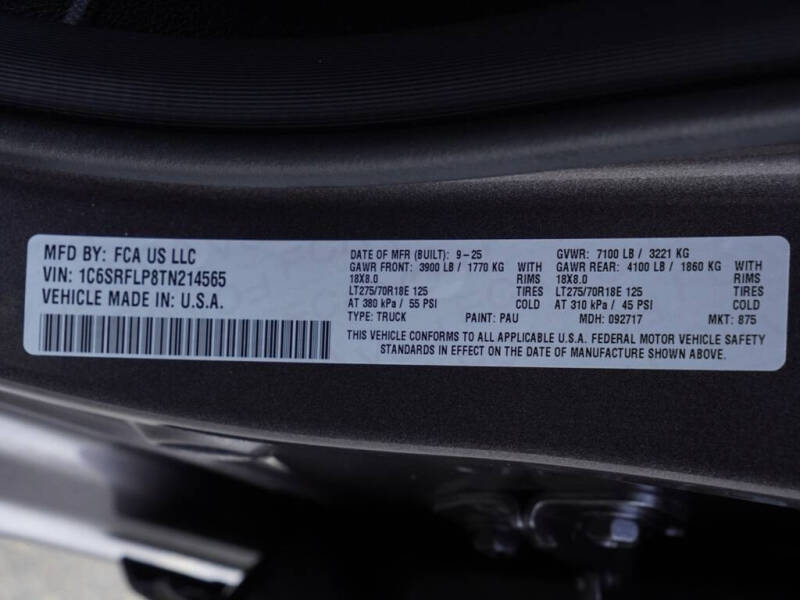 MFD BY: FCA US LLC
VIN: 1C6SRFLP8TN214565
VEHICLE MADE IN: U.S.A.
DATE OF MFR (BUILT): 9-25 GVWR: 7100 LB / 3221 KG
GAWR FRONT: 3900 LB / 1770 KG WITH GAWR REAR: 4100 LB / 1860 KG WITH
18X8.0 RIMS 18X8.0 RIMS
LT275/70R18E 125 TIRES LT275/70R18E 125 TIRES
AT 380 kPa / 55 PSI COLD AT 310 kPa / 45 PSI COLD
TYPE: TRUCK PAINT: PAU MDH: 092717 MKT: 875
THIS VEHICLE CONFORMS TO ALL APPLICABLE U.S.A. FEDERAL MOTOR VEHICLE SAFETY
STANDARDS IN EFFECT ON THE DATE OF MANUFACTURE SHOWN ABOVE.